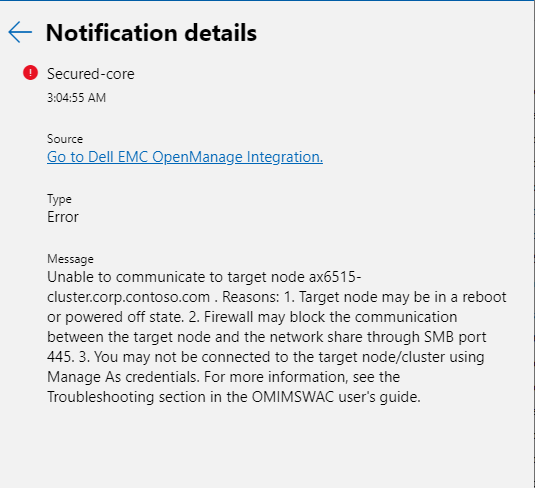 Notification details
Secured-core
3:04:55 AM
Source
Go to Dell EMC OpenManage Integration.
Type
Error
Message
Unable to communicate to target node ax6515-
cluster.corp.contoso.com . Reasons: 1. Target node may be in a reboot
or powered off state. 2. Firewall may block the communication
between the target node and the network share through SMB port
445. 3. You may not be connected to the target node/cluster using
Manage As credentials. For more information, see the
Troubleshooting section in the OMIMSWAC user's guide.